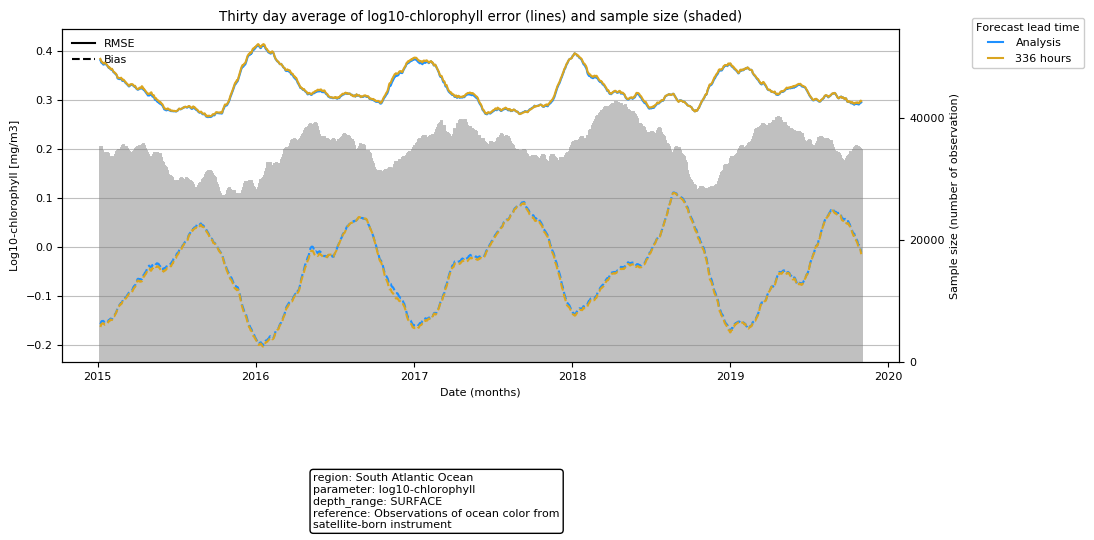 Thirty day average of log10-chlorophyll error (lines) and sample size (shaded)
Forecast lead time
Analysis
336 hours
RMSE
Bias
Log10-chlorophyll [mg/m3]
0.4
0.3
0.2
0.1
0.0
−0.1
−0.2
40000
20000
0
Sample size (number of observation)
2015 2016 2017 2018 2019 2020
Date (months)
region: South Atlantic Ocean
parameter: log10-chlorophyll
depth_range: SURFACE
reference: Observations of ocean color from
satellite-born instrument